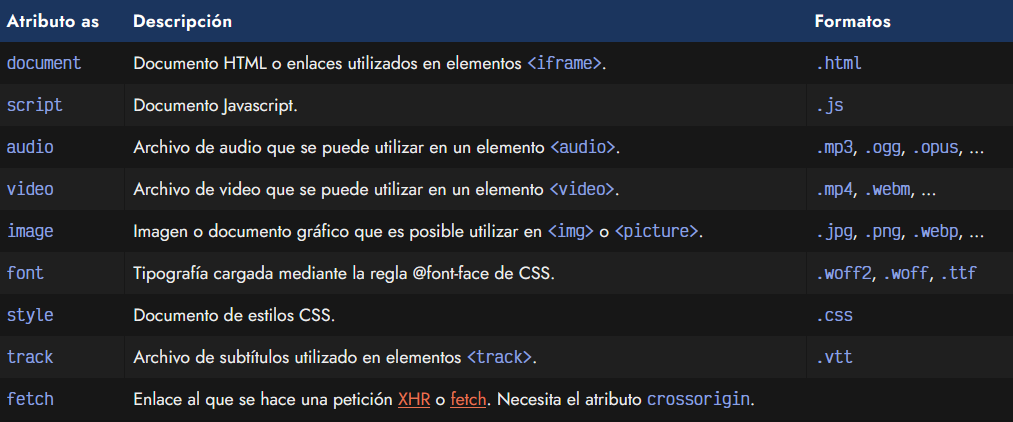 Atributo as Descripción Formatos
document Documento HTML o enlaces utilizados en elementos <iframe>. .html
script Documento Javascript. .js
audio Archivo de audio que se puede utilizar en un elemento <audio>. .mp3, .ogg, .opus, ...
video Archivo de video que se puede utilizar en un elemento <video>. .mp4, .webm, ...
image Imagen o documento gráfico que es posible utilizar en <img> o <picture>. .jpg, .png, .webp, ...
font Tipografía cargada mediante la regla @font-face de CSS. .woff2, .woff, .ttf
style Documento de estilos CSS. .css
track Archivo de subtítulos utilizado en elementos <track>. .vtt
fetch Enlace al que se hace una petición XHR o fetch. Necesita el atributo crossorigin.